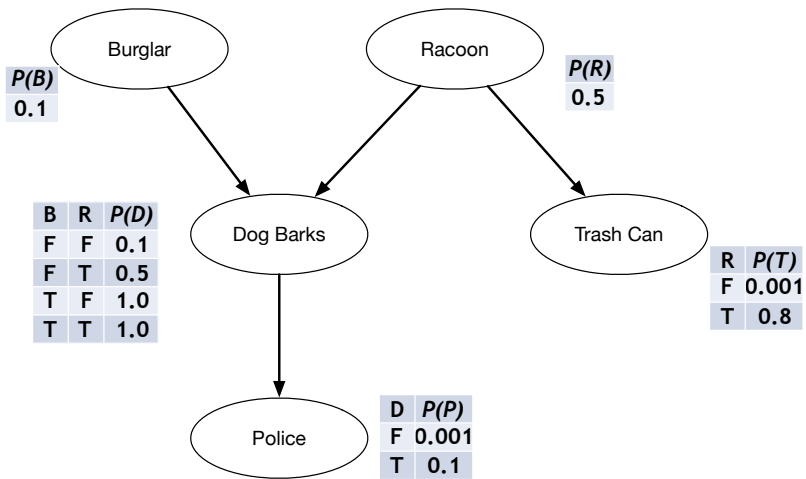 Burglar
Racoon
P(B)
0.1
P(R)
0.5
B R P(D)
F F 0.1
F T 0.5
T F 1.0
T T 1.0
Dog Barks
Trash Can
R P(T)
F 0.001
T 0.8
Police
D P(P)
F 0.001
T 0.1